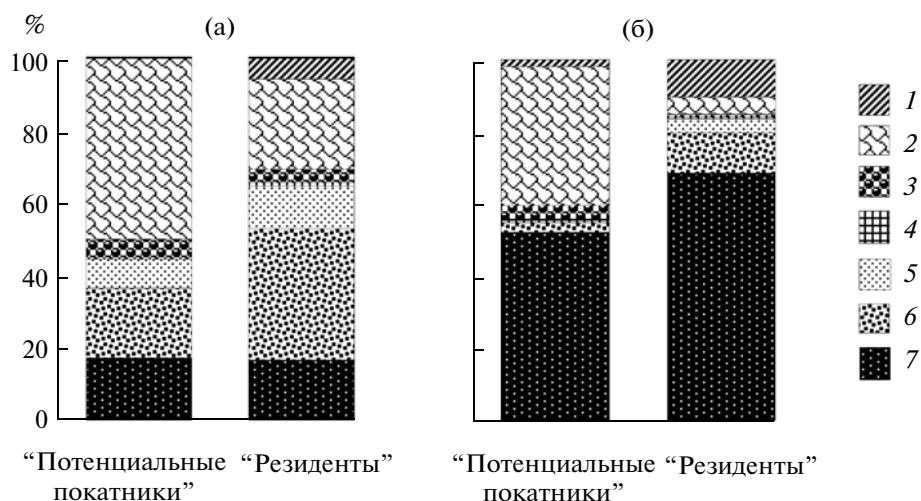 %
(а)
(б)
100
80
60
40
20
0
1
2
3
4
5
6
7
“Потенциальные
покатники”
“Резиденты”
“Потенциальные
покатники”
“Резиденты”